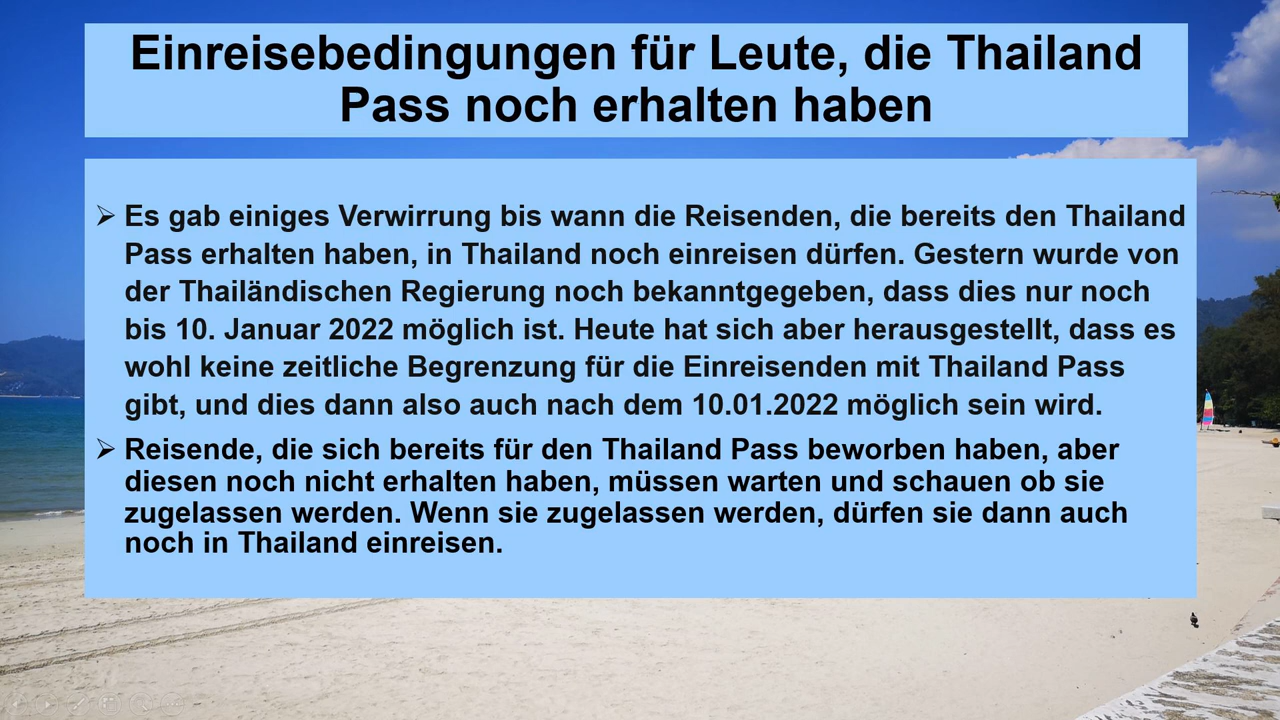 Einreisebedingungen für Leute, die Thailand
Pass noch erhalten haben
➢ Es gab einiges Verwirrung bis wann die Reisenden, die bereits den Thailand
Pass erhalten haben, in Thailand noch einreisen dürfen. Gestern wurde von
der Thailändischen Regierung noch bekanntgegeben, dass dies nur noch
bis 10. Januar 2022 möglich ist. Heute hat sich aber herausgestellt, dass es
wohl keine zeitliche Begrenzung für die Einreisenden mit Thailand Pass
gibt, und dies dann also auch nach dem 10.01.2022 möglich sein wird.
➢ Reisende, die sich bereits für den Thailand Pass beworben haben, aber
diesen noch nicht erhalten haben, müssen warten und schauen ob sie
zugelassen werden. Wenn sie zugelassen werden, dürfen sie dann auch
noch in Thailand einreisen.